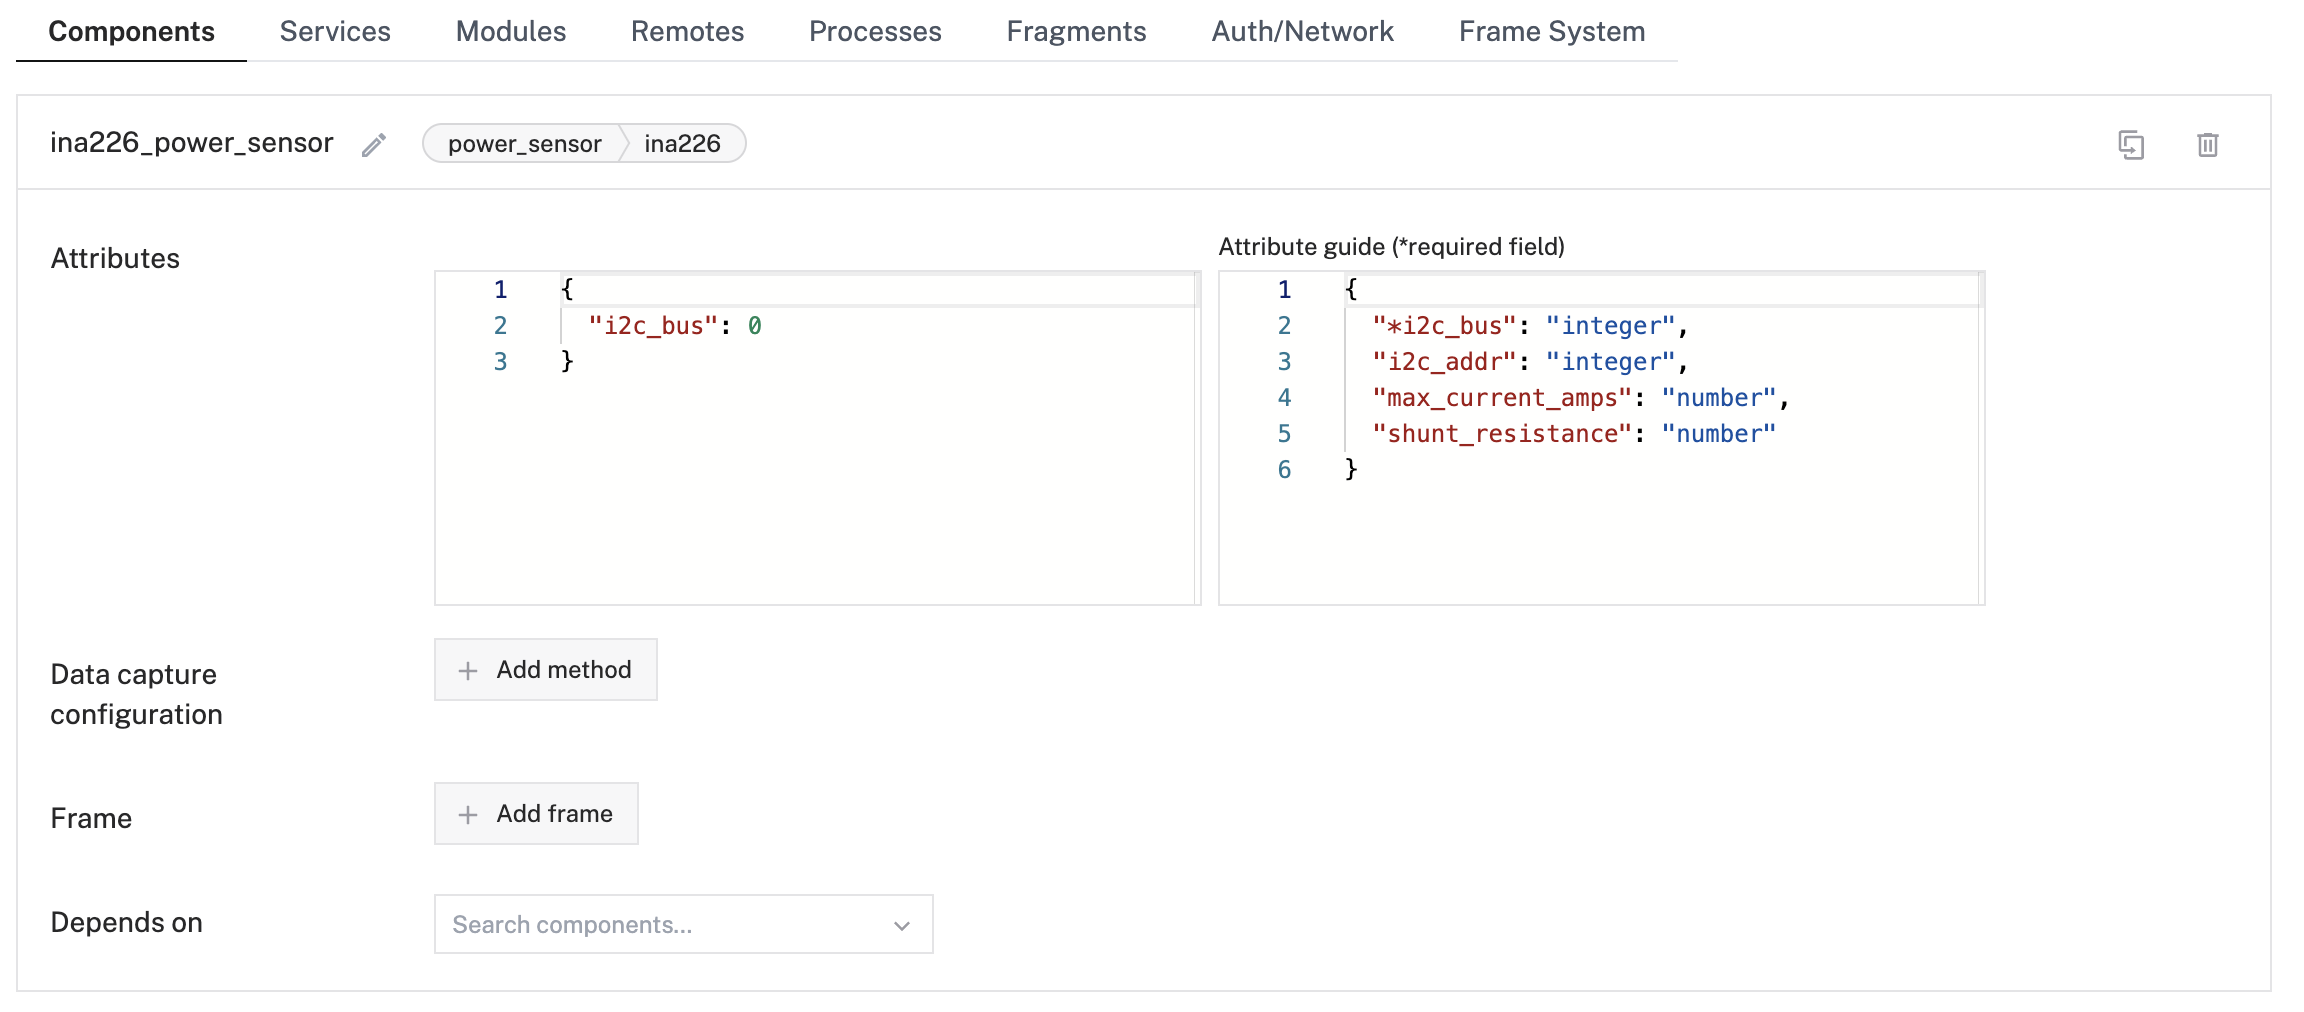 Components Services Modules Remotes Processes Fragments Auth/Network Frame System
ina226_power_sensor power_sensor ina226
Attributes
1 {
2 "i2c_bus": 0
3 }
Attribute guide (*required field)
1 {
2 "*i2c_bus": "integer",
3 "i2c_addr": "integer",
4 "max_current_amps": "number",
5 "shunt_resistance": "number"
6 }
Data capture
configuration
+ Add method
Frame
+ Add frame
Depends on
Search components...